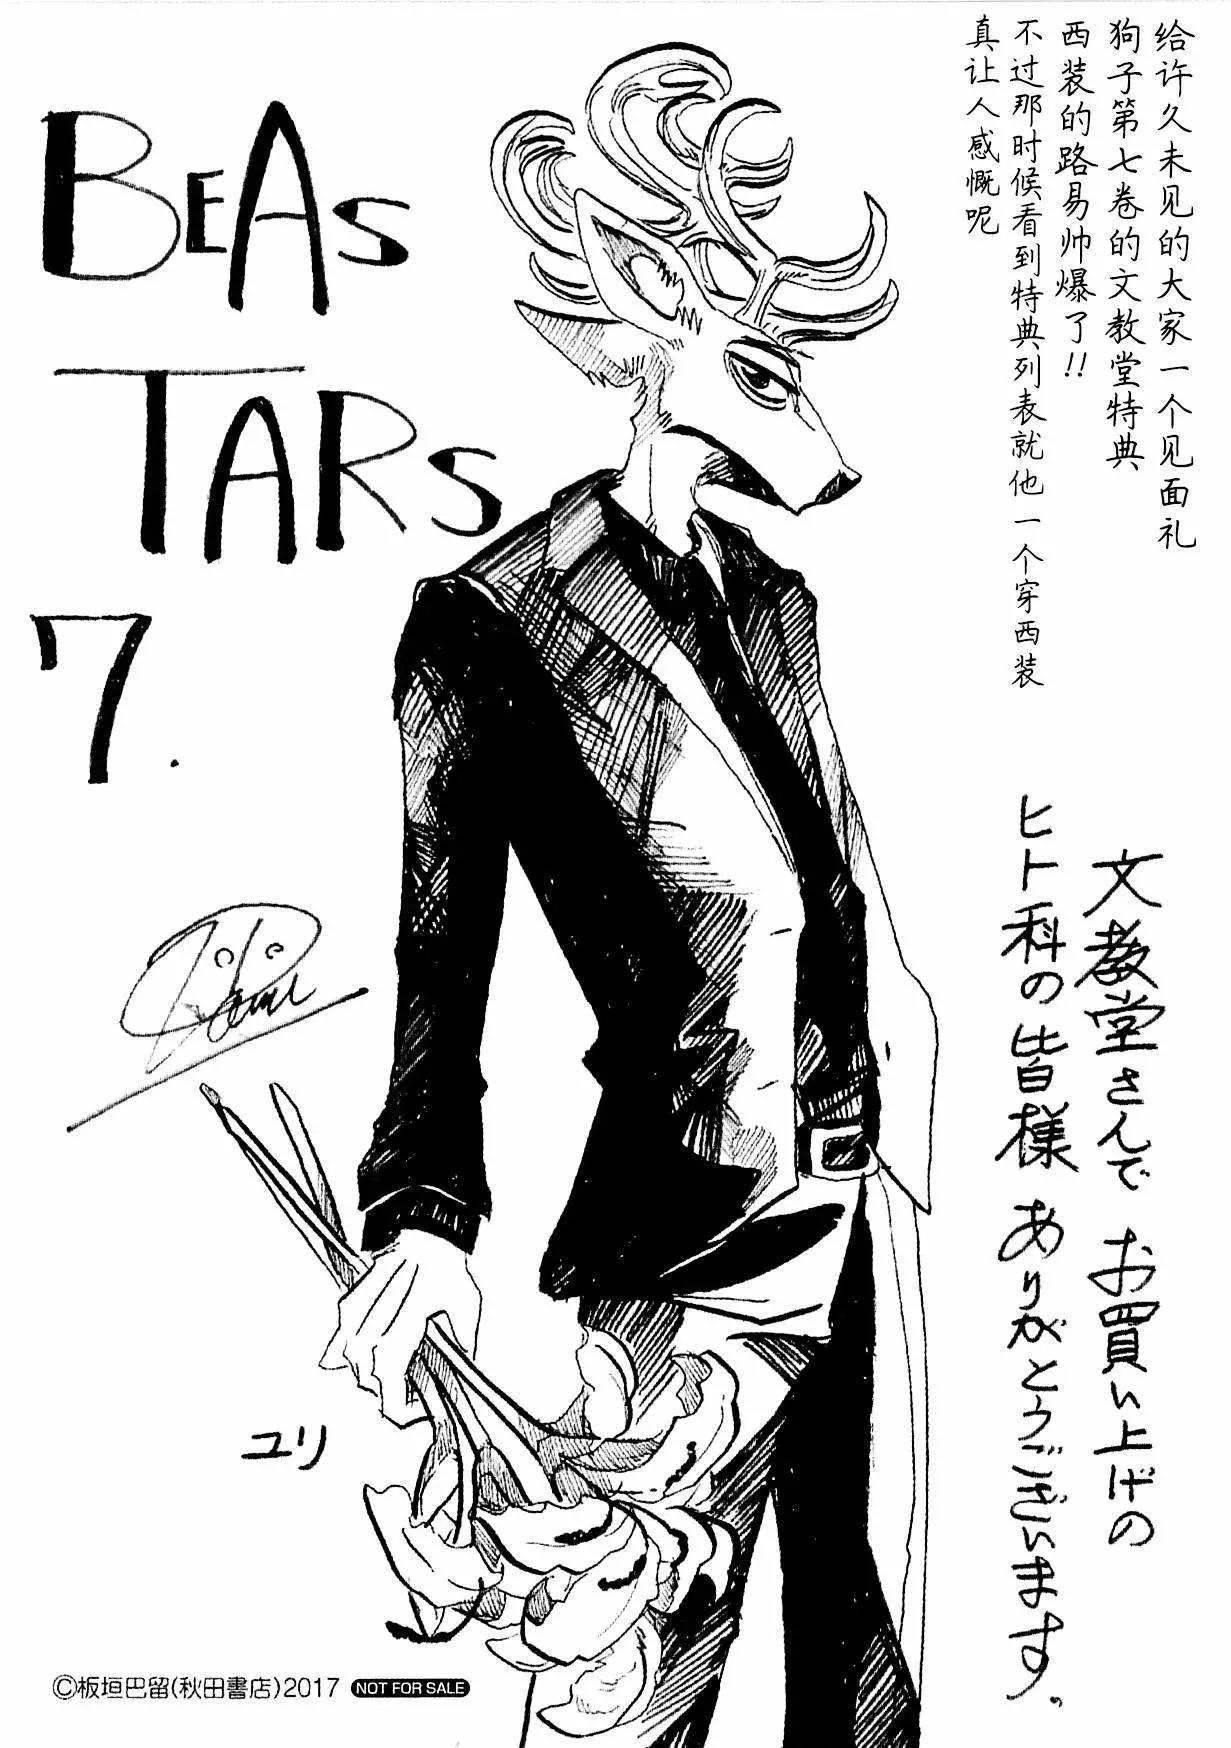 BEAS
TARS
7.
给许久未见的大家一个见面礼
狗子第七卷的文教堂特典
西装的路易帅爆了!!
不过那时候看到特典列表就他一个穿西装
真让人感慨呢
文教堂さんでお買い上げの
ヒト科の皆様 ありがとうございます。
ユリ
©板垣巴留(秋田書店)2017 NOT FOR SALE